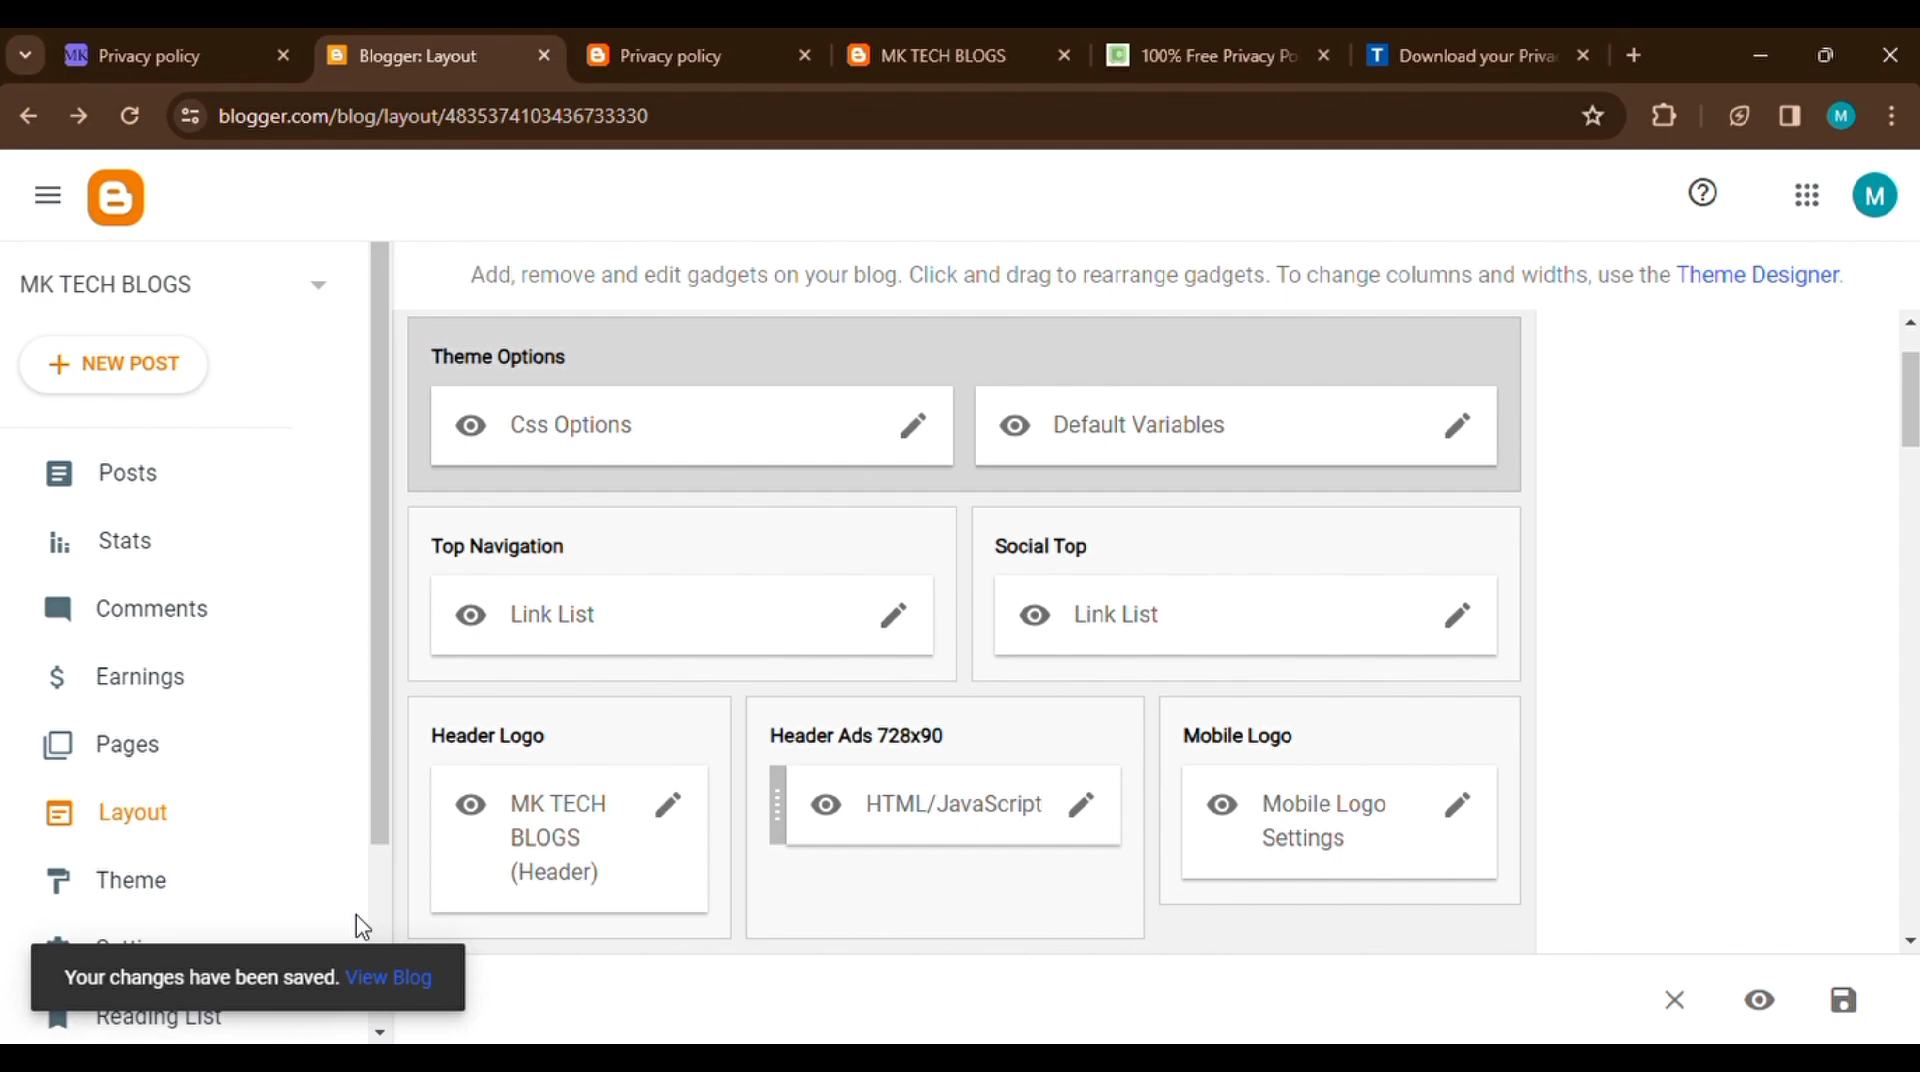 MK Privacy policy
Blogger: Layout
Privacy policy
MK TECH BLOGS
100% Free Privacy Po
T Download your Priva
blogger.com/blog/layout/4835374103436733330
M
M
MK TECH BLOGS
Add, remove and edit gadgets on your blog. Click and drag to rearrange gadgets. To change columns and widths, use the Theme Designer.
NEW POST
Posts
Stats
Comments
Earnings
Pages
Layout
Theme
Reading List
Theme Options
Css Options
Default Variables
Top Navigation
Link List
Social Top
Link List
Header Logo
MK TECH
BLOGS
(Header)
Header Ads 728x90
HTML/JavaScript
Mobile Logo
Mobile Logo
Settings
Your changes have been saved. View Blog